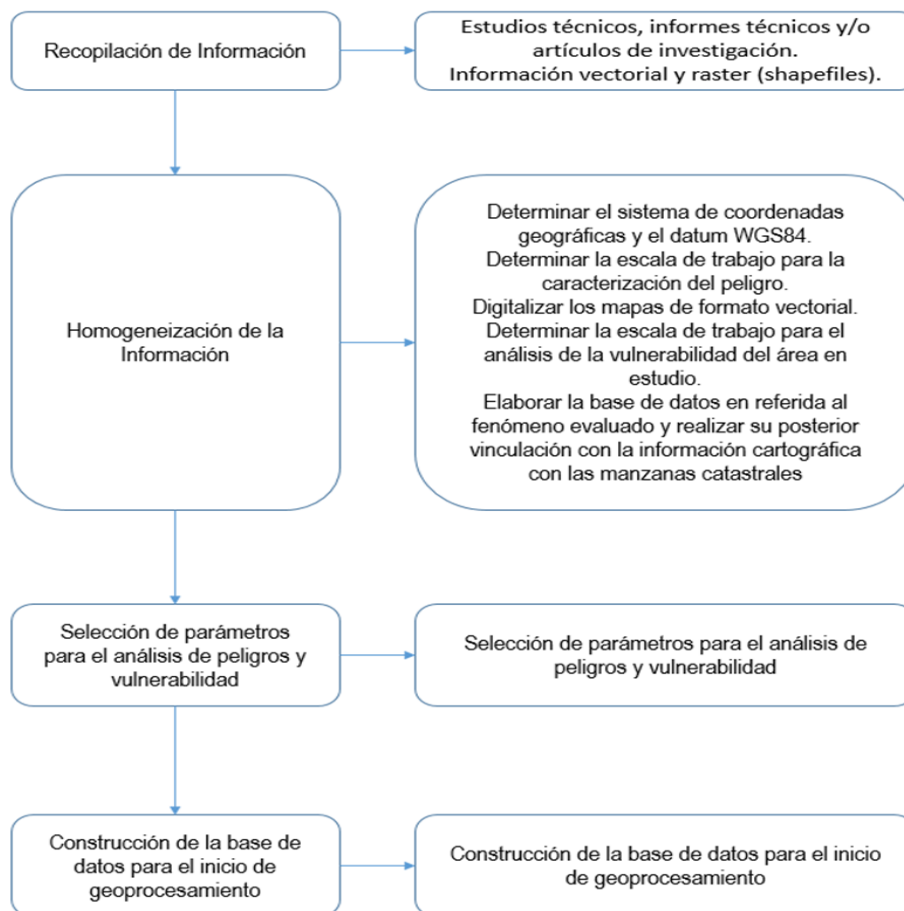 Recopilación de Información
Estudios técnicos, informes técnicos y/o
artículos de investigación.
Información vectorial y raster (shapefiles).
Homogeneización de la
Información
Determinar el sistema de coordenadas
geográficas y el datum WGS84.
Determinar la escala de trabajo para la
caracterización del peligro.
Digitalizar los mapas de formato vectorial.
Determinar la escala de trabajo para el
análisis de la vulnerabilidad del área en
estudio.
Elaborar la base de datos en referida al
fenómeno evaluado y realizar su posterior
vinculación con la información cartográfica
con las manzanas catastrales
Selección de parámetros
para el análisis de peligros y
vulnerabilidad
Selección de parámetros para el análisis de
peligros y vulnerabilidad
Construcción de la base de
datos para el inicio de
geoprocesamiento
Construcción de la base de datos para el inicio
de geoprocesamiento